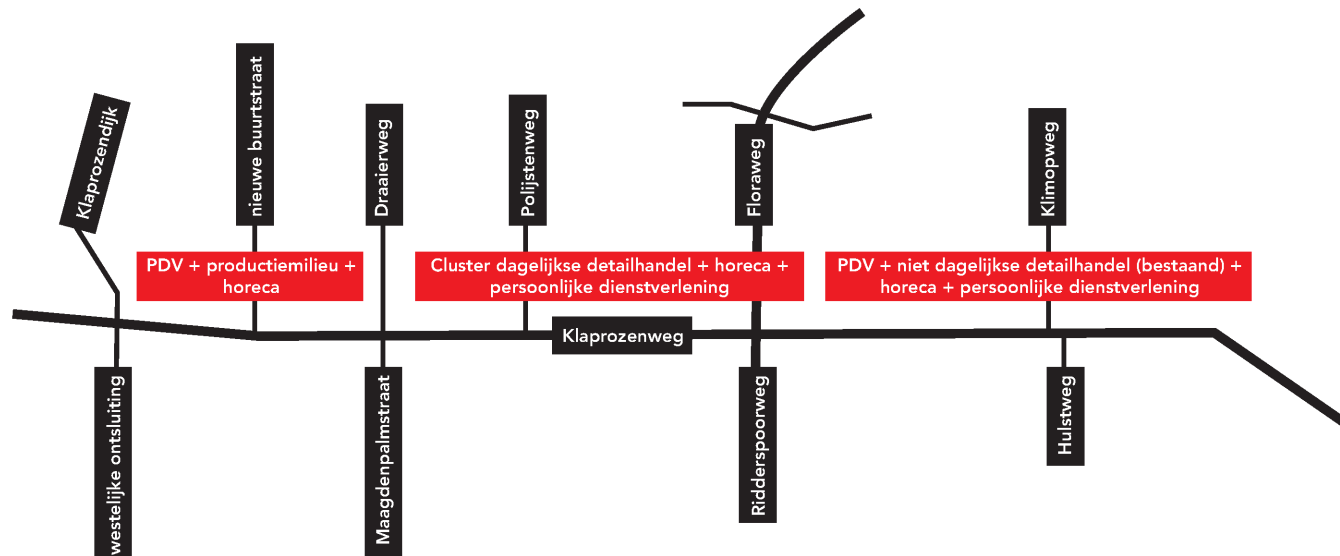 Klaprozendijk
nieuwe buurtstraat
Draaierweg
Polijstenweg
Floraweg
Klimopweg
PDV + productiemilieu +
horeca
Cluster dagelijkse detailhandel + horeca +
persoonlijke dienstverlening
PDV + niet dagelijkse detailhandel (bestaand) +
horeca + persoonlijke dienstverlening
Klaprozenweg
westelijke ontsluiting
Maagdenpalmstraat
Ridderspoorweg
Hulstweg